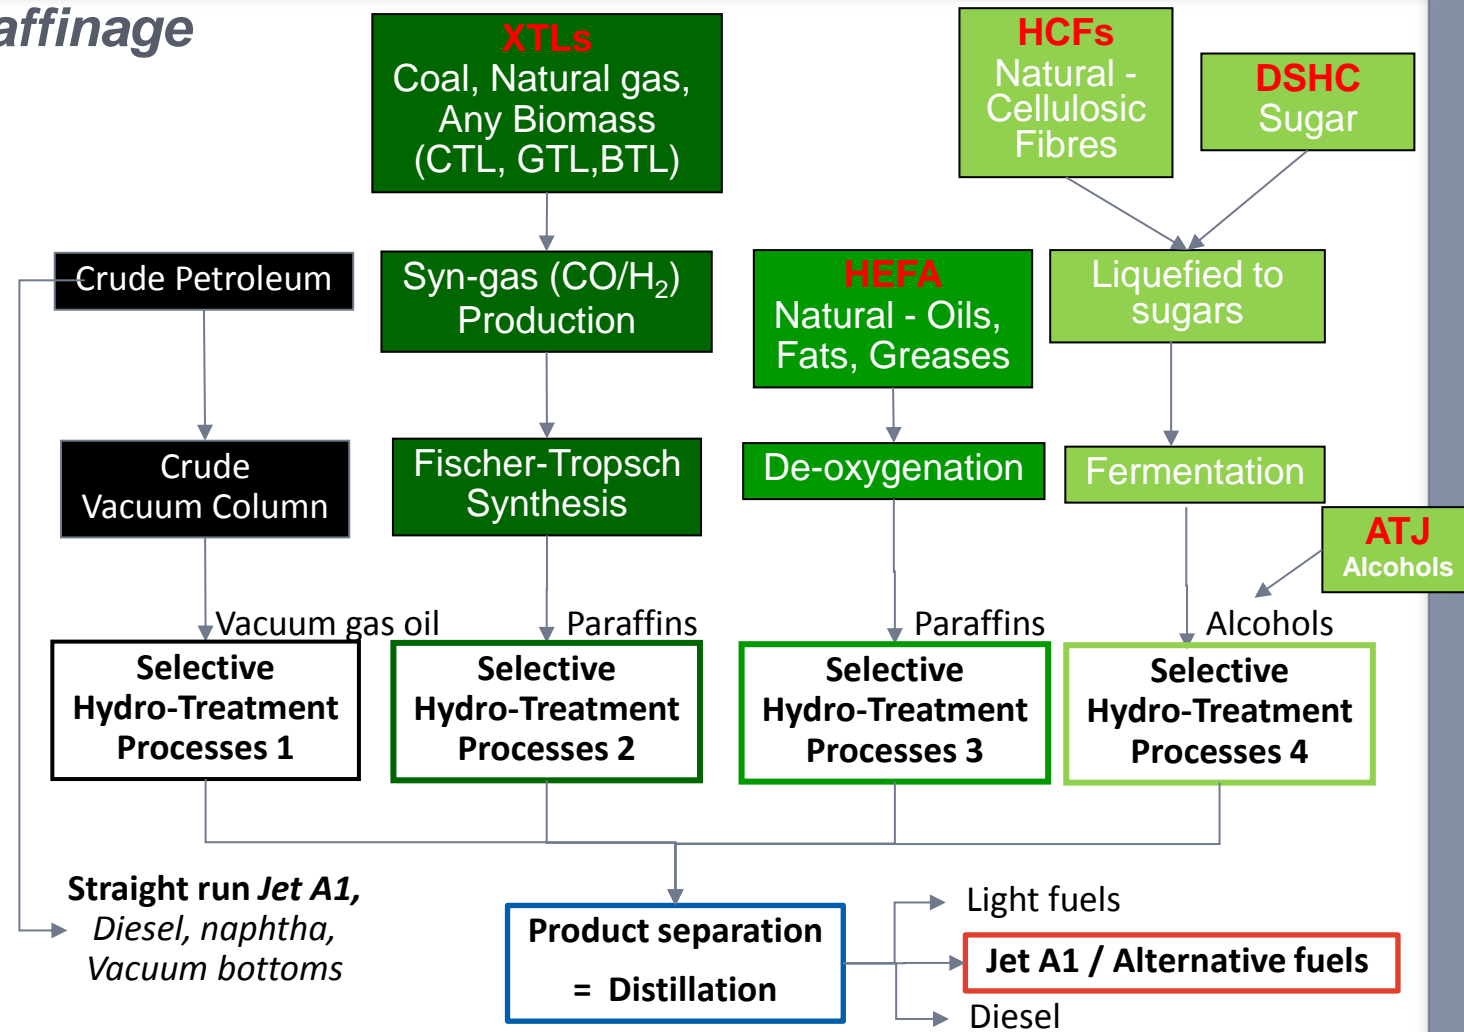 affinage
XTLs
Coal, Natural gas,
Any Biomass
(CTL, GTL,BTL)
HCFs
Natural -
Cellulosic
Fibres
DSHC
Sugar
Crude Petroleum
Syn-gas (CO/H₂)
Production
HEFA
Natural - Oils,
Fats, Greases
Liquefied to
sugars
Crude
Vacuum Column
Fischer-Tropsch
Synthesis
De-oxygenation
Fermentation
ATJ
Alcohols
Vacuum gas oil
Paraffins
Paraffins
Alcohols
Selective
Hydro-Treatment
Processes 1
Selective
Hydro-Treatment
Processes 2
Selective
Hydro-Treatment
Processes 3
Selective
Hydro-Treatment
Processes 4
Straight run Jet A1,
Diesel, naphtha,
Vacuum bottoms
Product separation
= Distillation
Light fuels
Jet A1 / Alternative fuels
Diesel